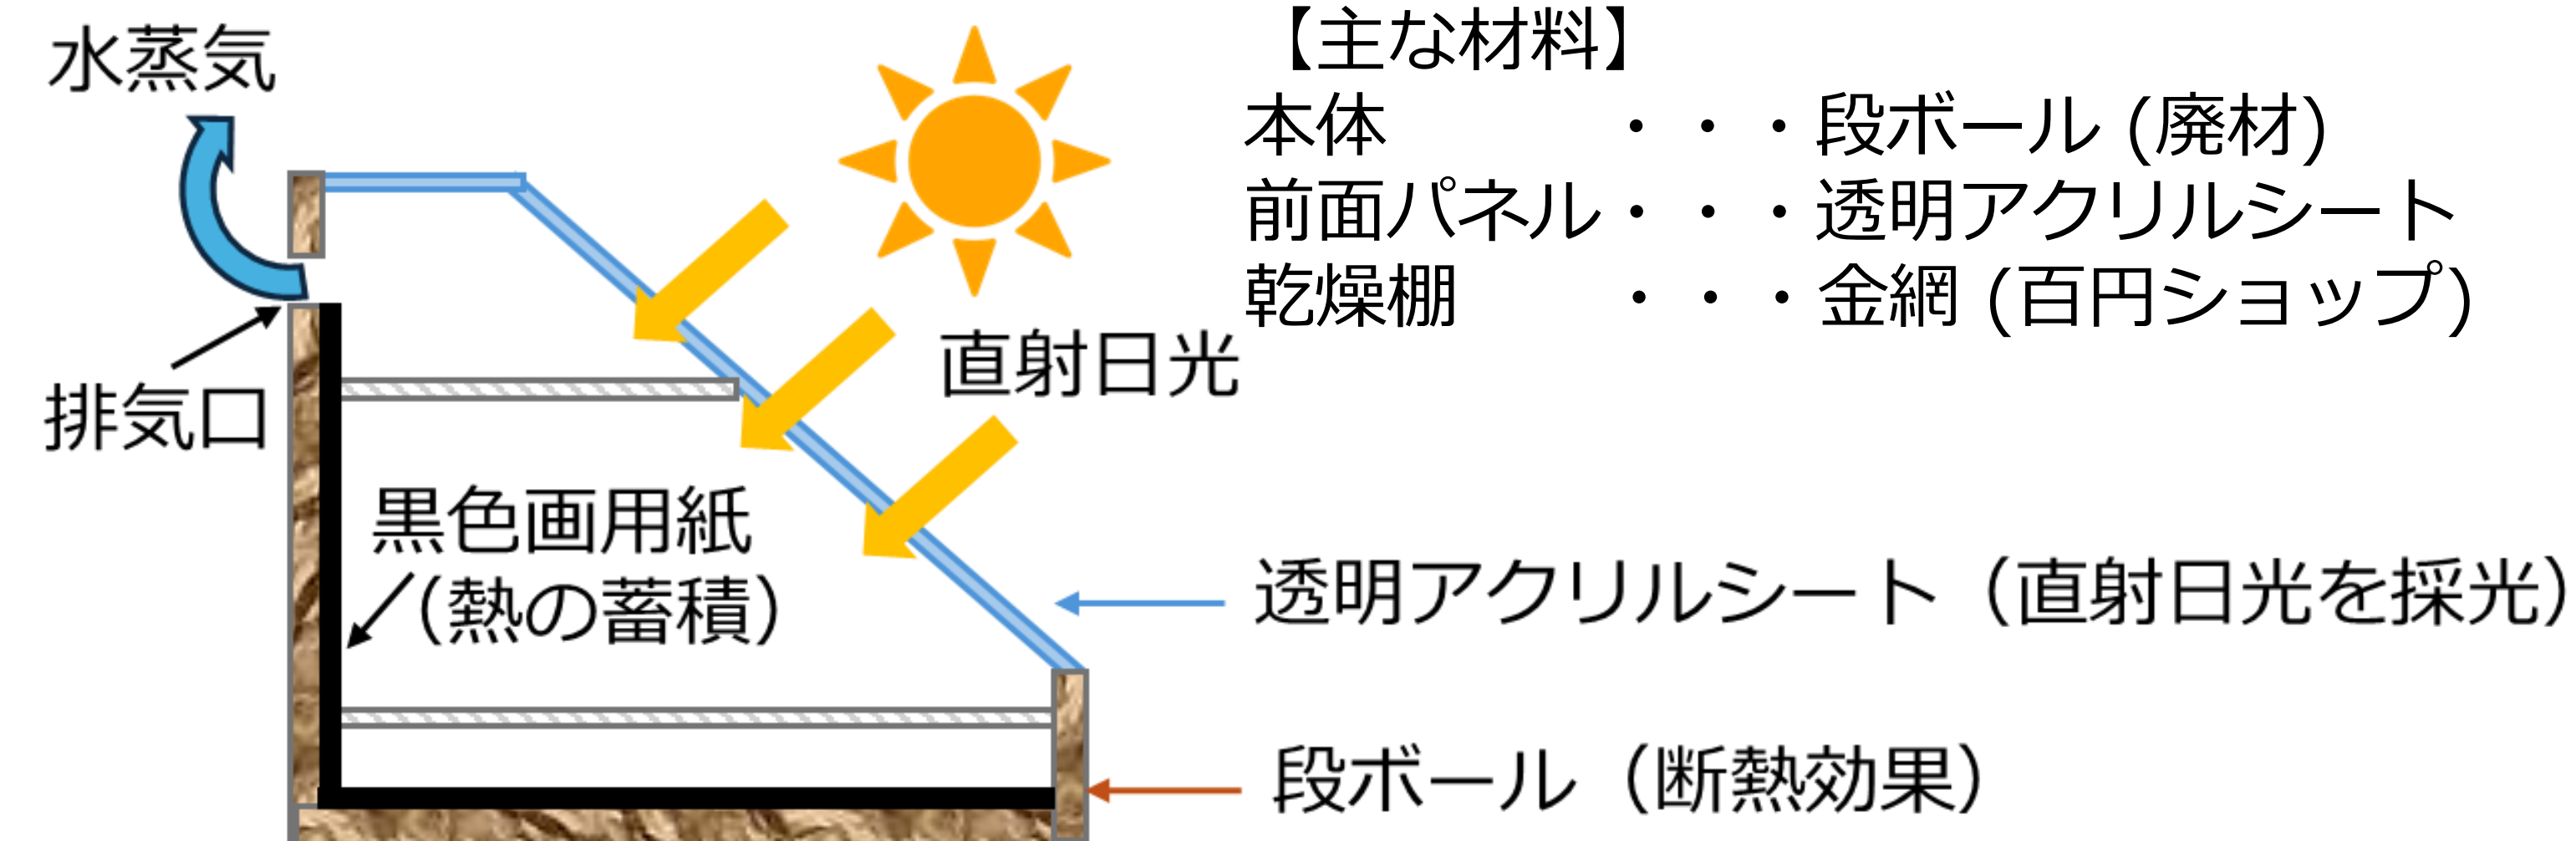 水蒸気
【主な材料】
本体　　　・・・段ボール (廃材)
前面パネル・・・透明アクリルシート
乾燥棚　　・・・金網 (百円ショップ)
直射日光
排気口
黒色画用紙
（熱の蓄積）
透明アクリルシート（直射日光を採光）
段ボール（断熱効果）